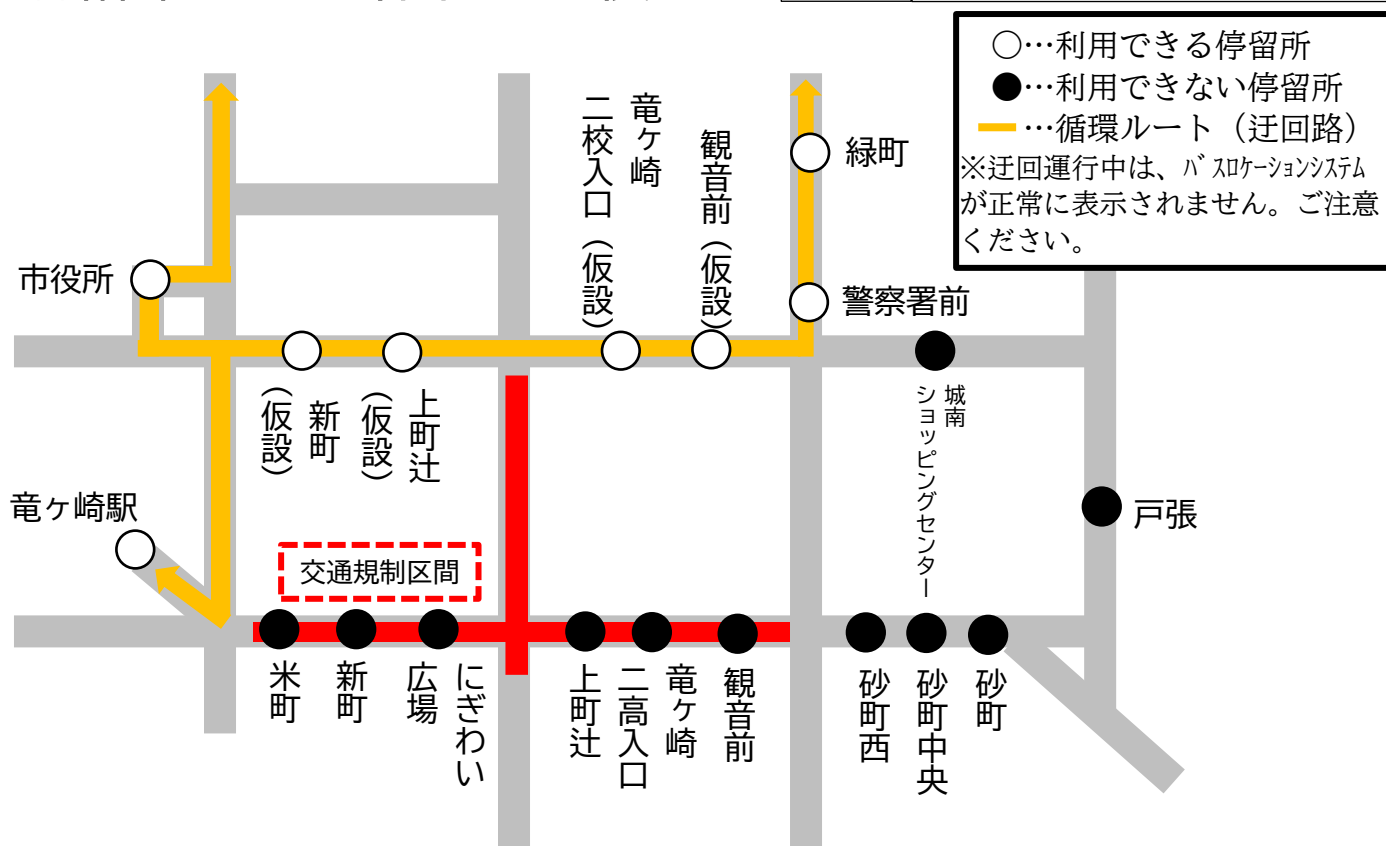 ○…利用できる停留所
●…利用できない停留所
…循環ルート（迂回路）
※迂回運行中は、ﾊﾞｽﾛｹｰｼｮﾝｼｽﾃﾑ
が正常に表示されません。ご注意
ください。
竜ヶ崎
二校入口（仮設）
観音前（仮設）
緑町
市役所
警察署前
新町
（仮設）
上町辻
（仮設）
城南
ショッピングセンター
竜ヶ崎駅
戸張
交通規制区間
米町
新町
にぎわい
広場
上町辻
竜ヶ崎
二高入口
観音前
砂町西
砂町中央
砂町